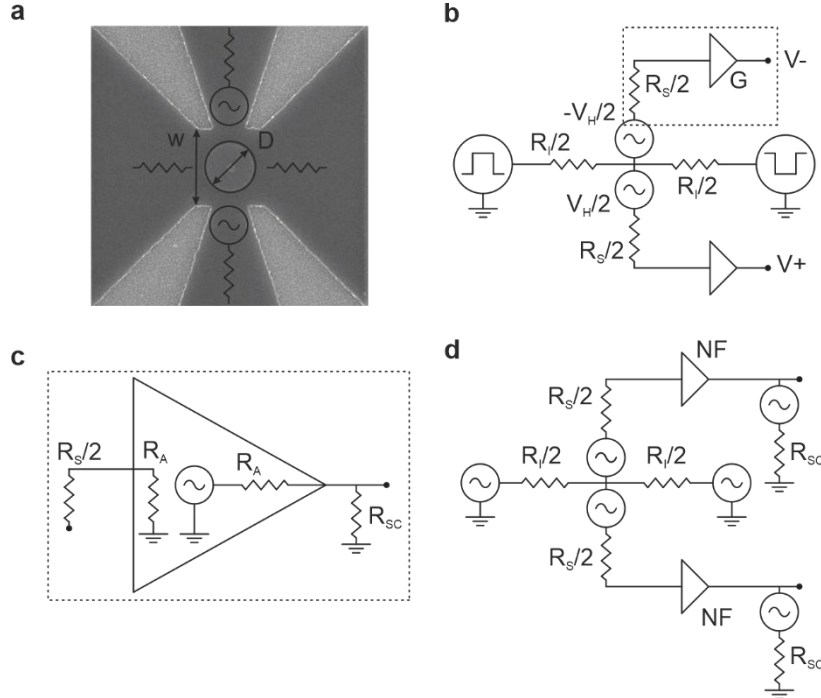 a
W
D
b
R_S/2
G
V-
-V_H/2
R_I/2
R_I/2
V_H/2
R_S/2
V+
c
R_S/2
R_A
R_A
R_SC
d
NF
R_S/2
R_SC
R_I/2
R_I/2
R_S/2
NF
R_SC